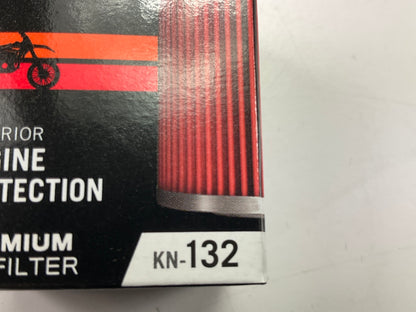 RIOR
GINE
TECTION
MIUM
FILTER
KN-132